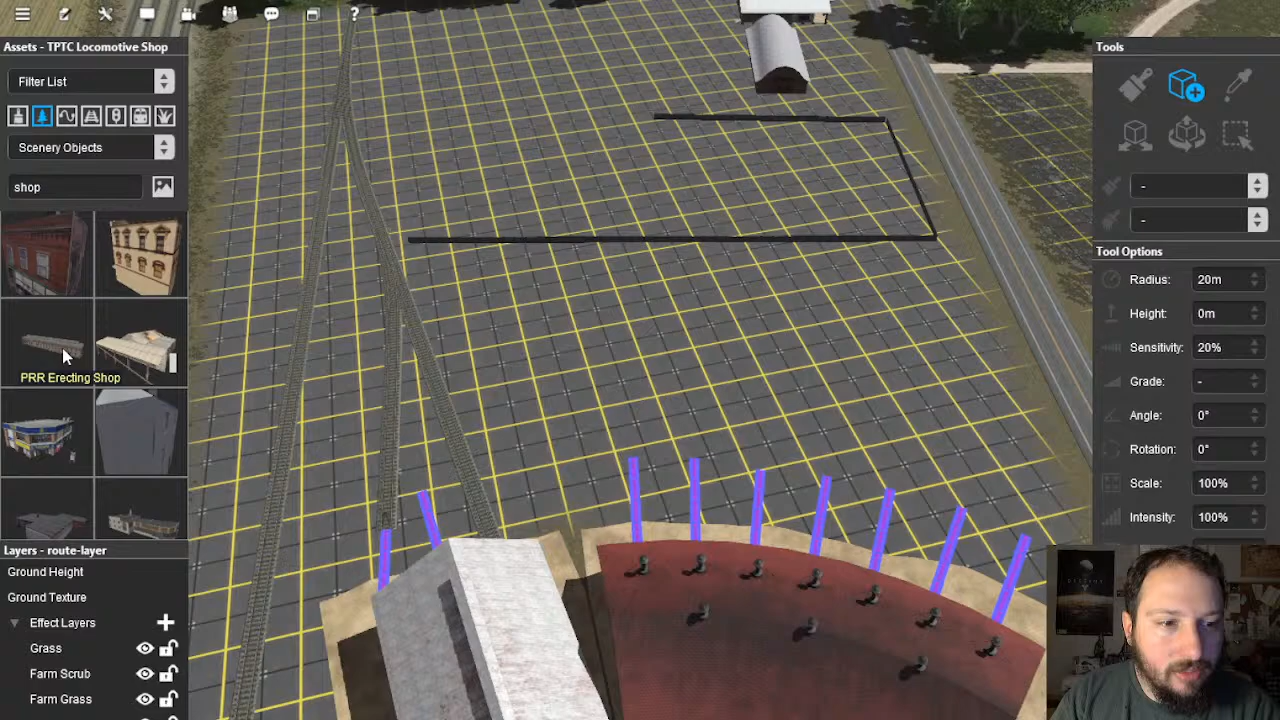 ?
Assets - TPTC Locomotive Shop
Filter List
Scenery Objects
shop
PRR Erecting Shop
Layers - route-layer
Ground Height
Ground Texture
Effect Layers
Grass
Farm Scrub
Farm Grass
Tools
-
-
Tool Options
Radius: 20m
Height: 0m
Sensitivity: 20%
Grade: -
Angle: 0°
Rotation: 0°
Scale: 100%
Intensity: 100%